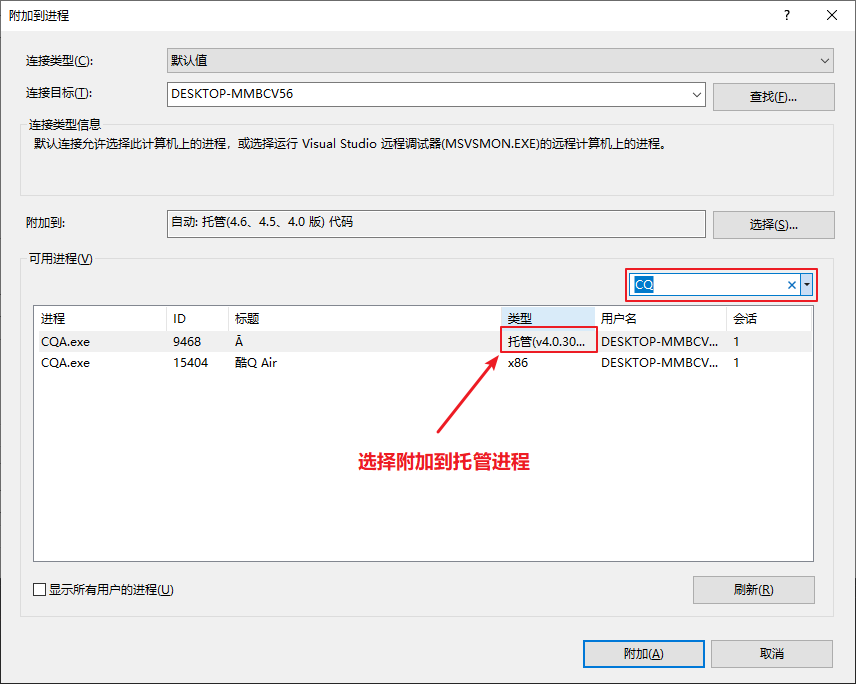 附加到进程
连接类型(C): 默认值
连接目标(T): DESKTOP-MMBCV56 查找(F)...
连接类型信息
默认连接允许选择此计算机上的进程，或选择运行 Visual Studio 远程调试器(MSVSMON.EXE)的远程计算机上的进程。
附加到: 自动: 托管(4.6、4.5、4.0 版) 代码 选择(S)...
可用进程(V)
CQ
进程 ID 标题 类型 用户名 会话
CQA.exe 9468 Ā 托管(v4.0.30... DESKTOP-MMBCV... 1
CQA.exe 15404 酷Q Air x86 DESKTOP-MMBCV... 1
选择附加到托管进程
显示所有用户的进程(U) 刷新(R)
附加(A) 取消